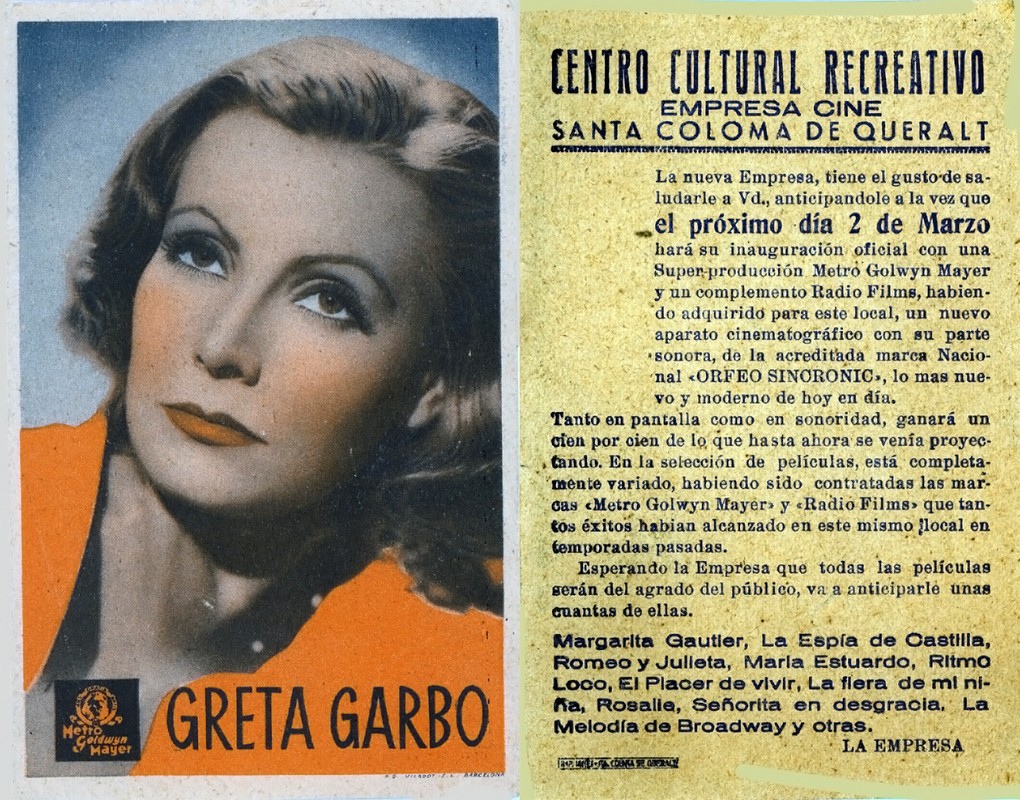 Metro
Goldwyn
Mayer
GRETA GARBO
BARCELONA
CENTRO CULTURAL RECREATIVO
EMPRESA CINE
SANTA COLOMA DE QUERALT
La nueva Empresa, tiene el gusto de sa-
ludarle a Vd., anticipandole a la vez que
el próximo día 2 de Marzo
hará su inauguración oficial con una
Super-producción Metro Golwyn Mayer
y un complemento Radio Films, habien-
do adquirido para este local, un nuevo
aparato cinematográfico con su parte
sonora, de la acreditada marca Nacio-
nal «ORFEO SINCRONIC», lo mas nue-
vo y moderno de hoy en día.
Tanto en pantalla como en sonoridad, ganará un
cien por cien de lo que hasta ahora se venía proyec-
tando. En la selección de películas, está completa-
mente variado, habiendo sido contratadas las mar-
cas «Metro Golwyn Mayer» y «Radio Films» que tan-
tos éxitos habian alcanzado en este mismo local en
temporadas pasadas.
Esperando la Empresa que todas las películas
serán del agrado del público, va a anticiparle unas
cuantas de ellas.
Margarita Gautier, La Espía de Castilla,
Romeo y Julieta, Maria Estuardo, Ritmo
Loco, El Placer de vivir, La fiera de mi ni-
ña, Rosalie, Señorita en desgracia, La
Melodía de Broadway y otras.
LA EMPRESA